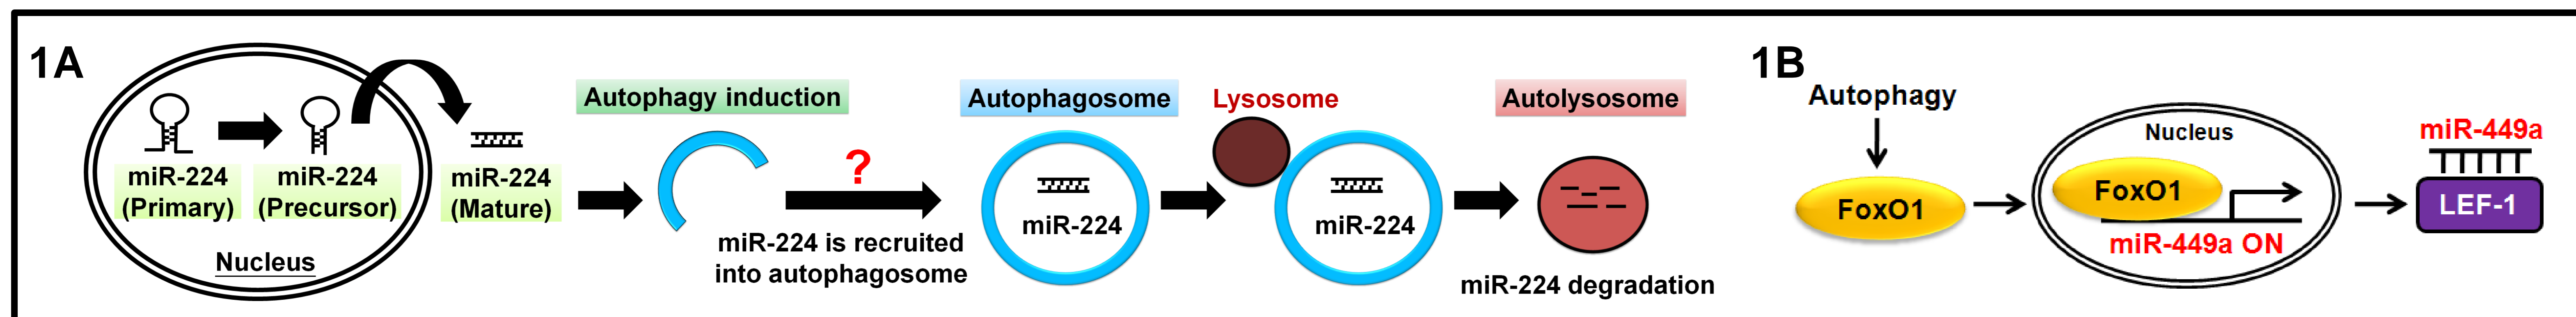 1A
miR-224
(Primary)
miR-224
(Precursor)
Nucleus
miR-224
(Mature)
Autophagy induction
?
miR-224 is recruited
into autophagosome
Autophagosome
miR-224
Lysosome
miR-224
Autolysosome
miR-224 degradation
1B
Autophagy
FoxO1
Nucleus
FoxO1
miR-449a ON
miR-449a
LEF-1